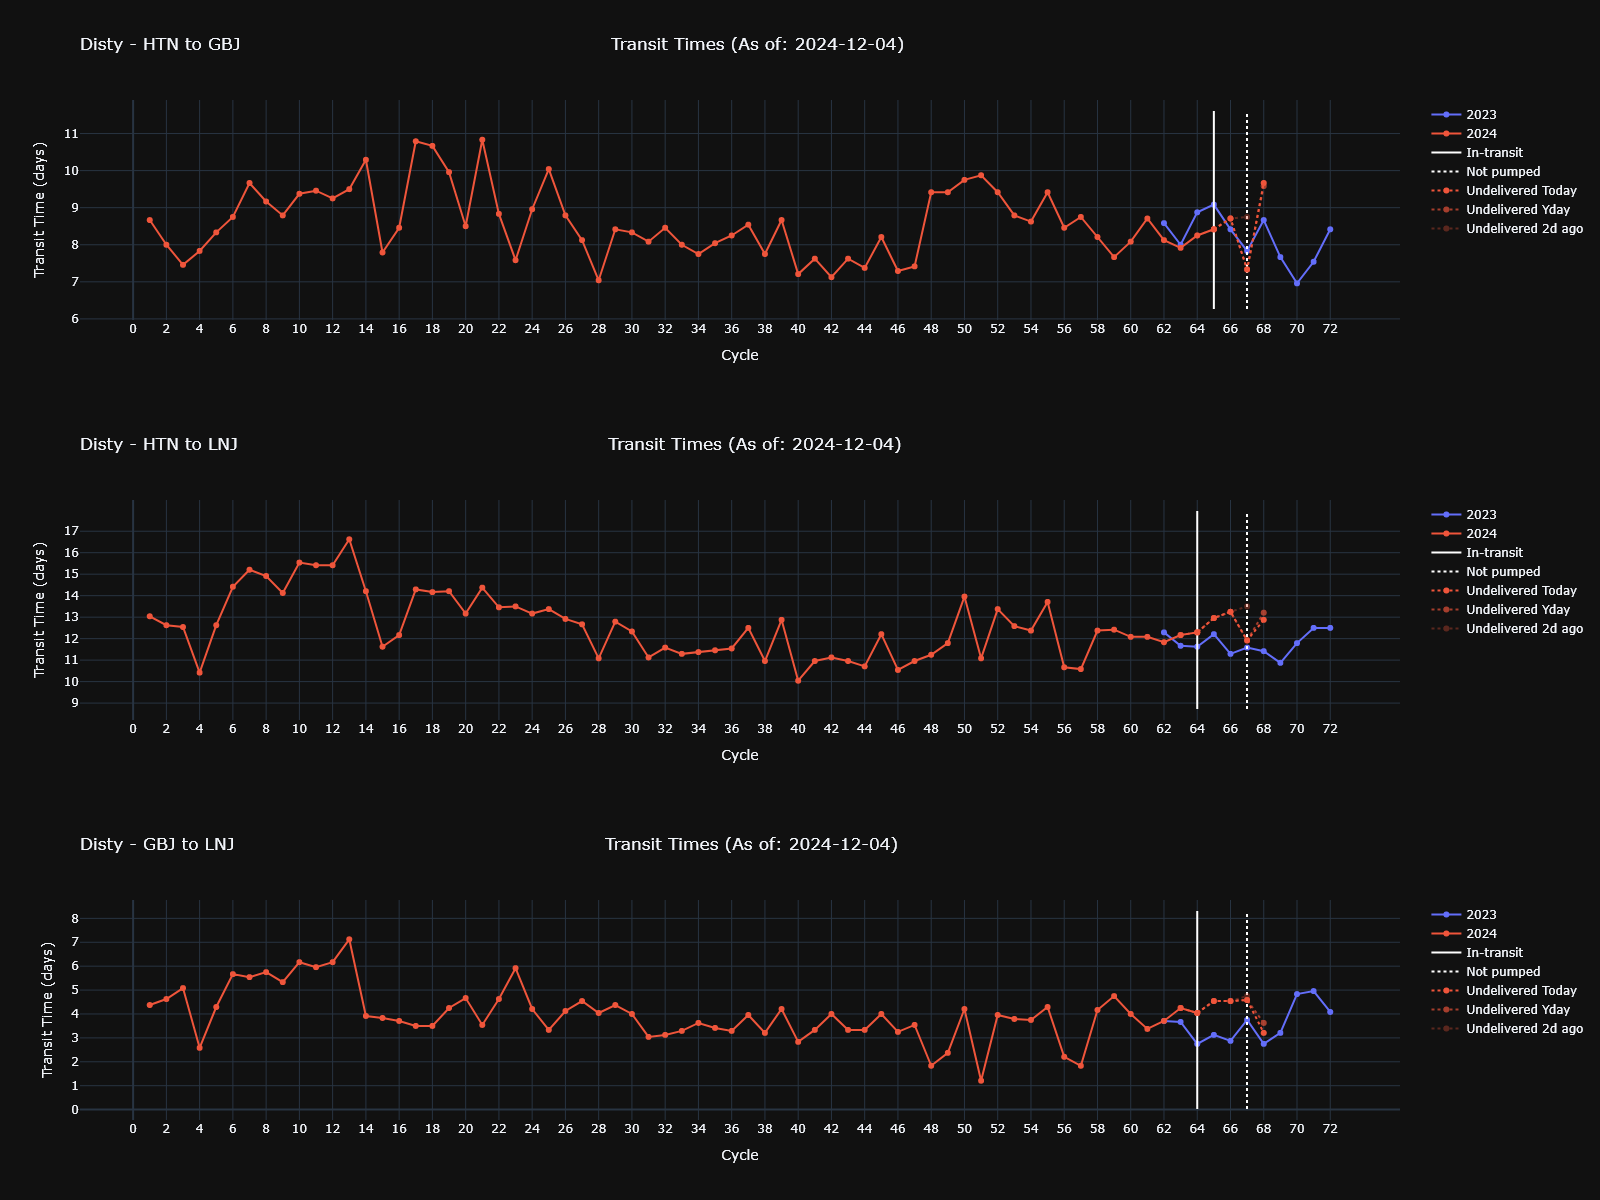 Disty - HTN to GBJ
Transit Times (As of: 2024-12-04)
Transit Time (days)
11
10
9
8
7
6
0 2 4 6 8 10 12 14 16 18 20 22 24 26 28 30 32 34 36 38 40 42 44 46 48 50 52 54 56 58 60 62 64 66 68 70 72
Cycle
2023
2024
In-transit
Not pumped
Undelivered Today
Undelivered Yday
Undelivered 2d ago
Disty - HTN to LNJ
Transit Times (As of: 2024-12-04)
Transit Time (days)
17
16
15
14
13
12
11
10
9
0 2 4 6 8 10 12 14 16 18 20 22 24 26 28 30 32 34 36 38 40 42 44 46 48 50 52 54 56 58 60 62 64 66 68 70 72
Cycle
2023
2024
In-transit
Not pumped
Undelivered Today
Undelivered Yday
Undelivered 2d ago
Disty - GBJ to LNJ
Transit Times (As of: 2024-12-04)
Transit Time (days)
8
7
6
5
4
3
2
1
0
0 2 4 6 8 10 12 14 16 18 20 22 24 26 28 30 32 34 36 38 40 42 44 46 48 50 52 54 56 58 60 62 64 66 68 70 72
Cycle
2023
2024
In-transit
Not pumped
Undelivered Today
Undelivered Yday
Undelivered 2d ago